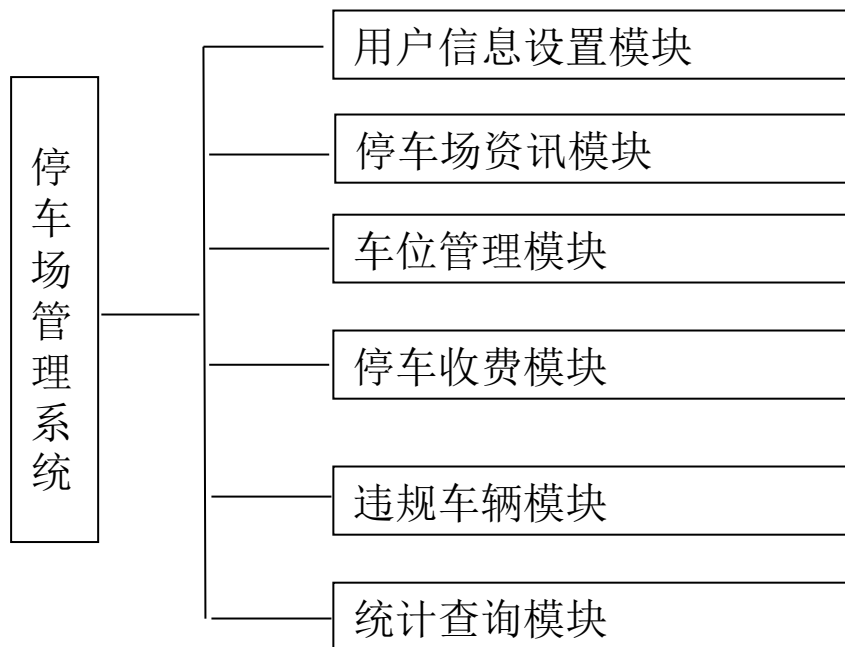 停车场管理系统
用户信息设置模块
停车场资讯模块
车位管理模块
停车收费模块
违规车辆模块
统计查询模块